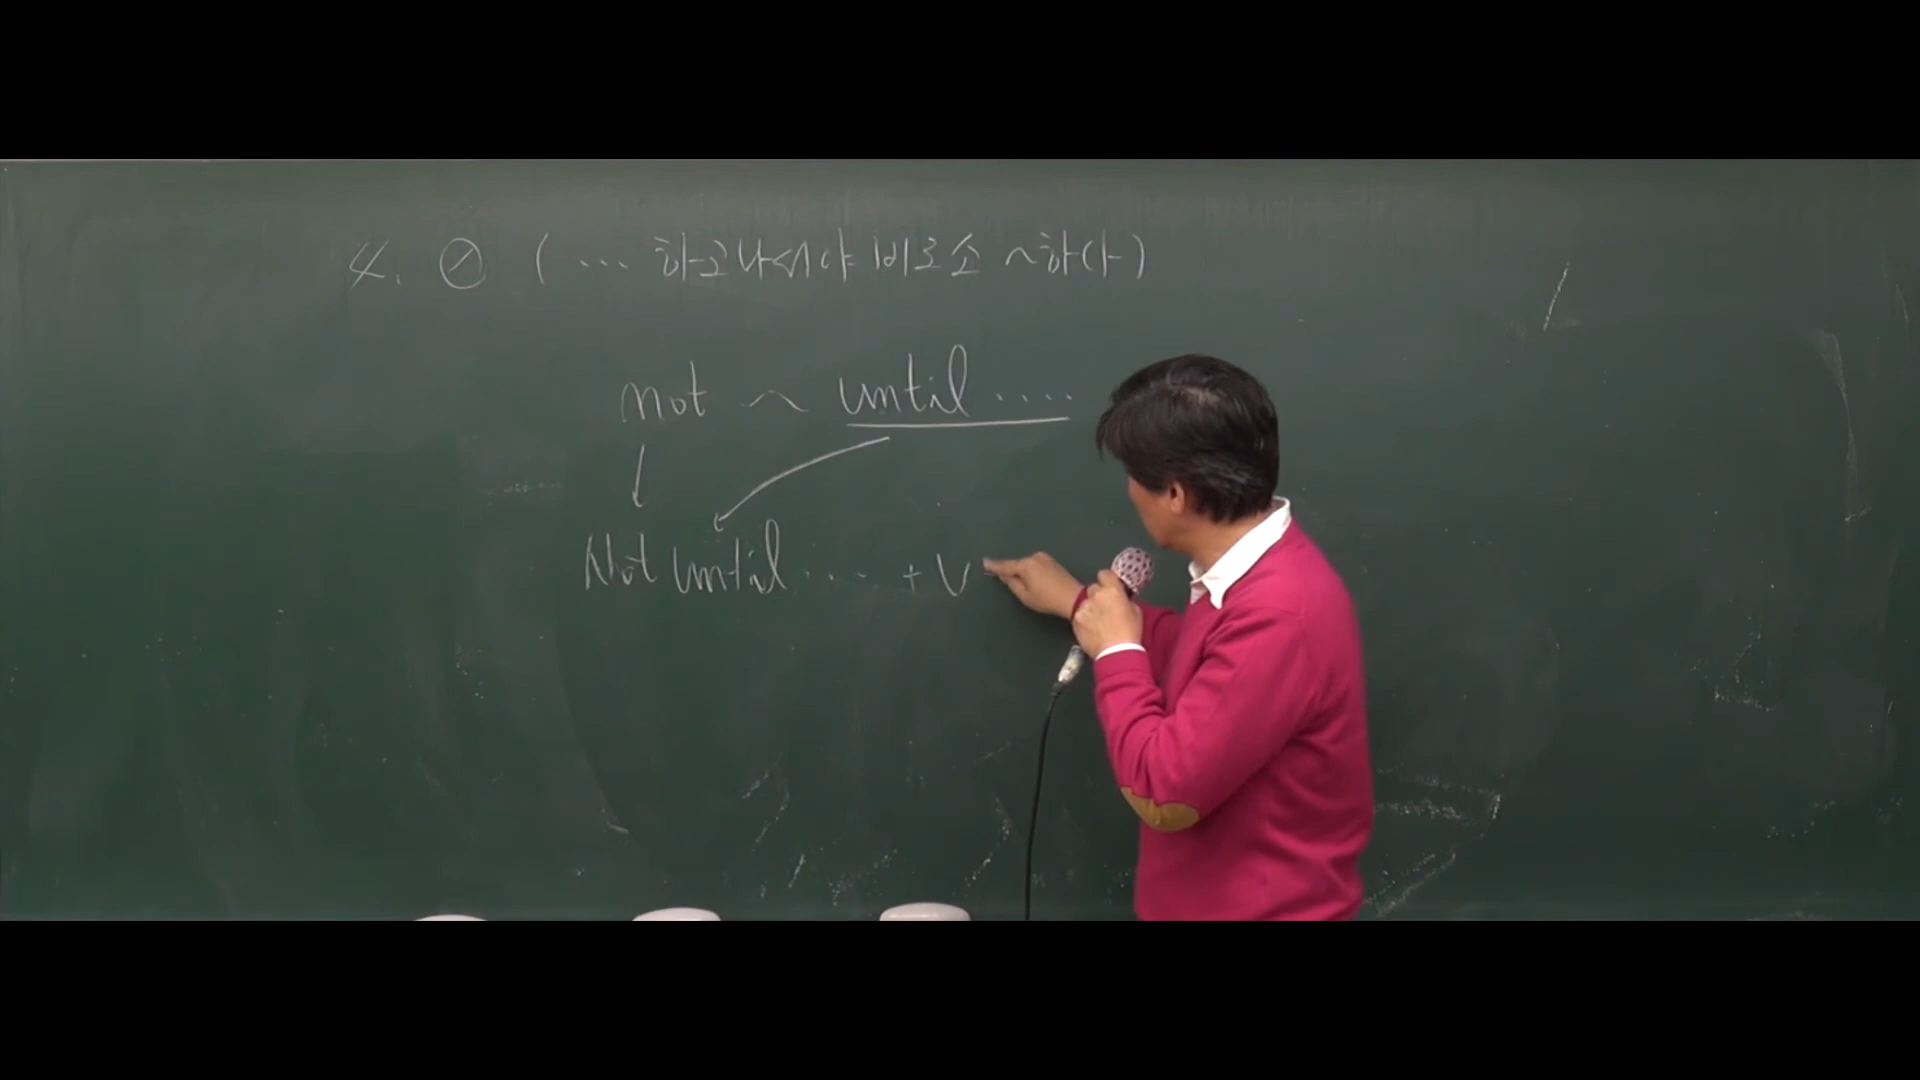 4. ② ( … 하고나서야 비로소 ~하다)
not ~ until ....
Not until .... + V